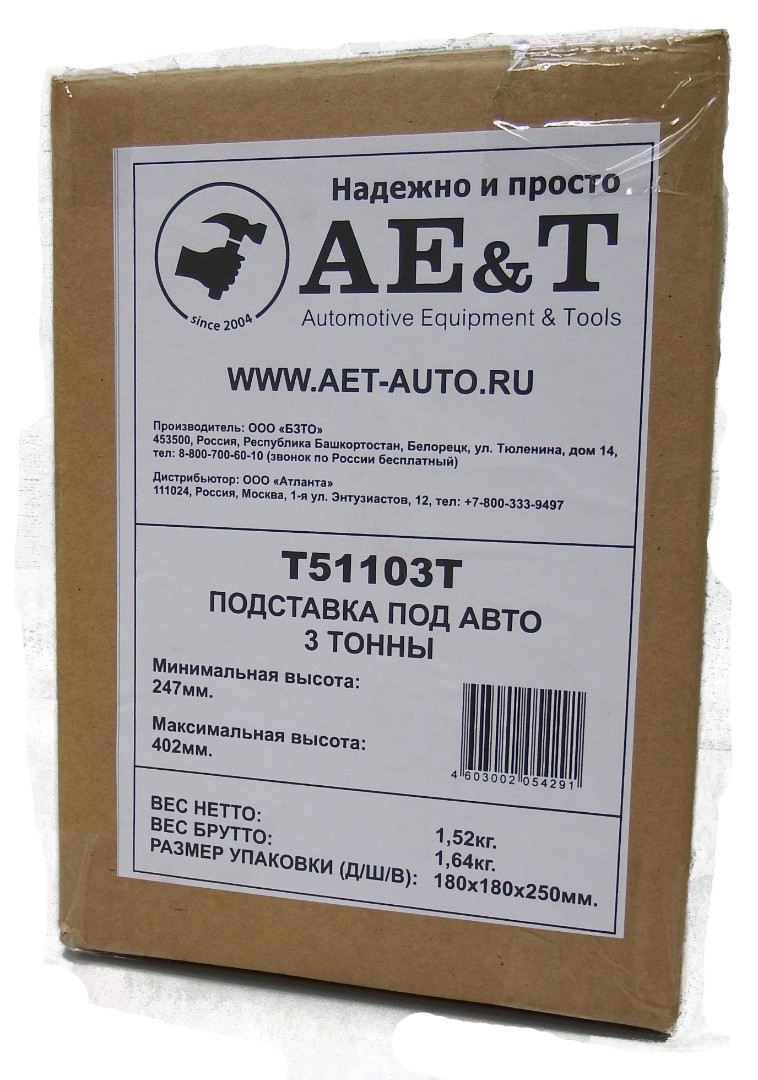 Надежно и просто
AE&T
since 2004
Automotive Equipment & Tools
WWW.AET-AUTO.RU
Производитель: ООО «БЗТО»
453500, Россия, Республика Башкортостан, Белорецк, ул. Тюленина, дом 14,
тел: 8-800-700-60-10 (звонок по России бесплатный)
Дистрибьютор: ООО «Атланта»
111024, Россия, Москва, 1-я ул. Энтузиастов, 12, тел: +7-800-333-9497
T51103T
ПОДСТАВКА ПОД АВТО
3 ТОННЫ
Минимальная высота:
247мм.
Максимальная высота:
402мм.
4 603002 054291
ВЕС НЕТТО: 1,52кг.
ВЕС БРУТТО: 1,64кг.
РАЗМЕР УПАКОВКИ (Д/Ш/В): 180x180x250мм.